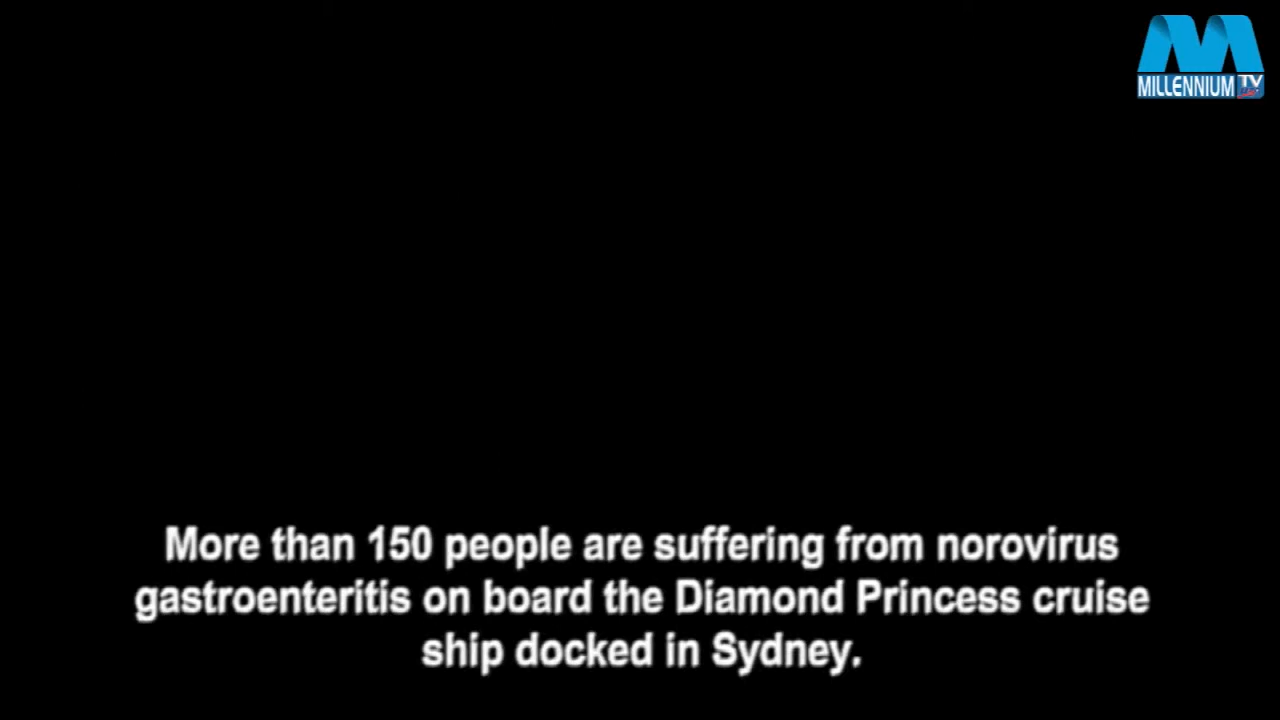 MILLENNIUM TV
More than 150 people are suffering from norovirus
gastroenteritis on board the Diamond Princess cruise
ship docked in Sydney.